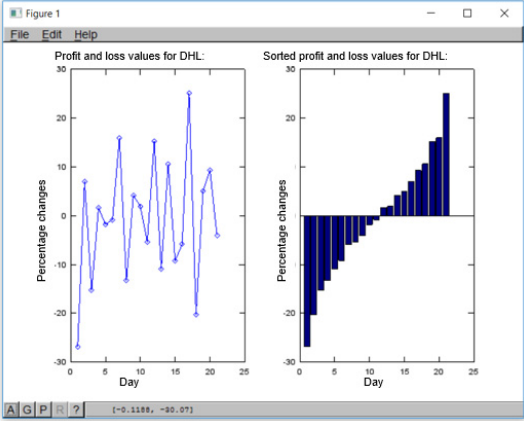 Figure 1
File Edit Help
Profit and loss values for DHL:
Sorted profit and loss values for DHL:
30
20
10
0
-10
-20
-30
Percentage changes
0 5 10 15 20 25
Day
30
20
10
0
-10
-20
-30
Percentage changes
0 5 10 15 20 25
Day
A G P R ? [-0.1188, -30.07]